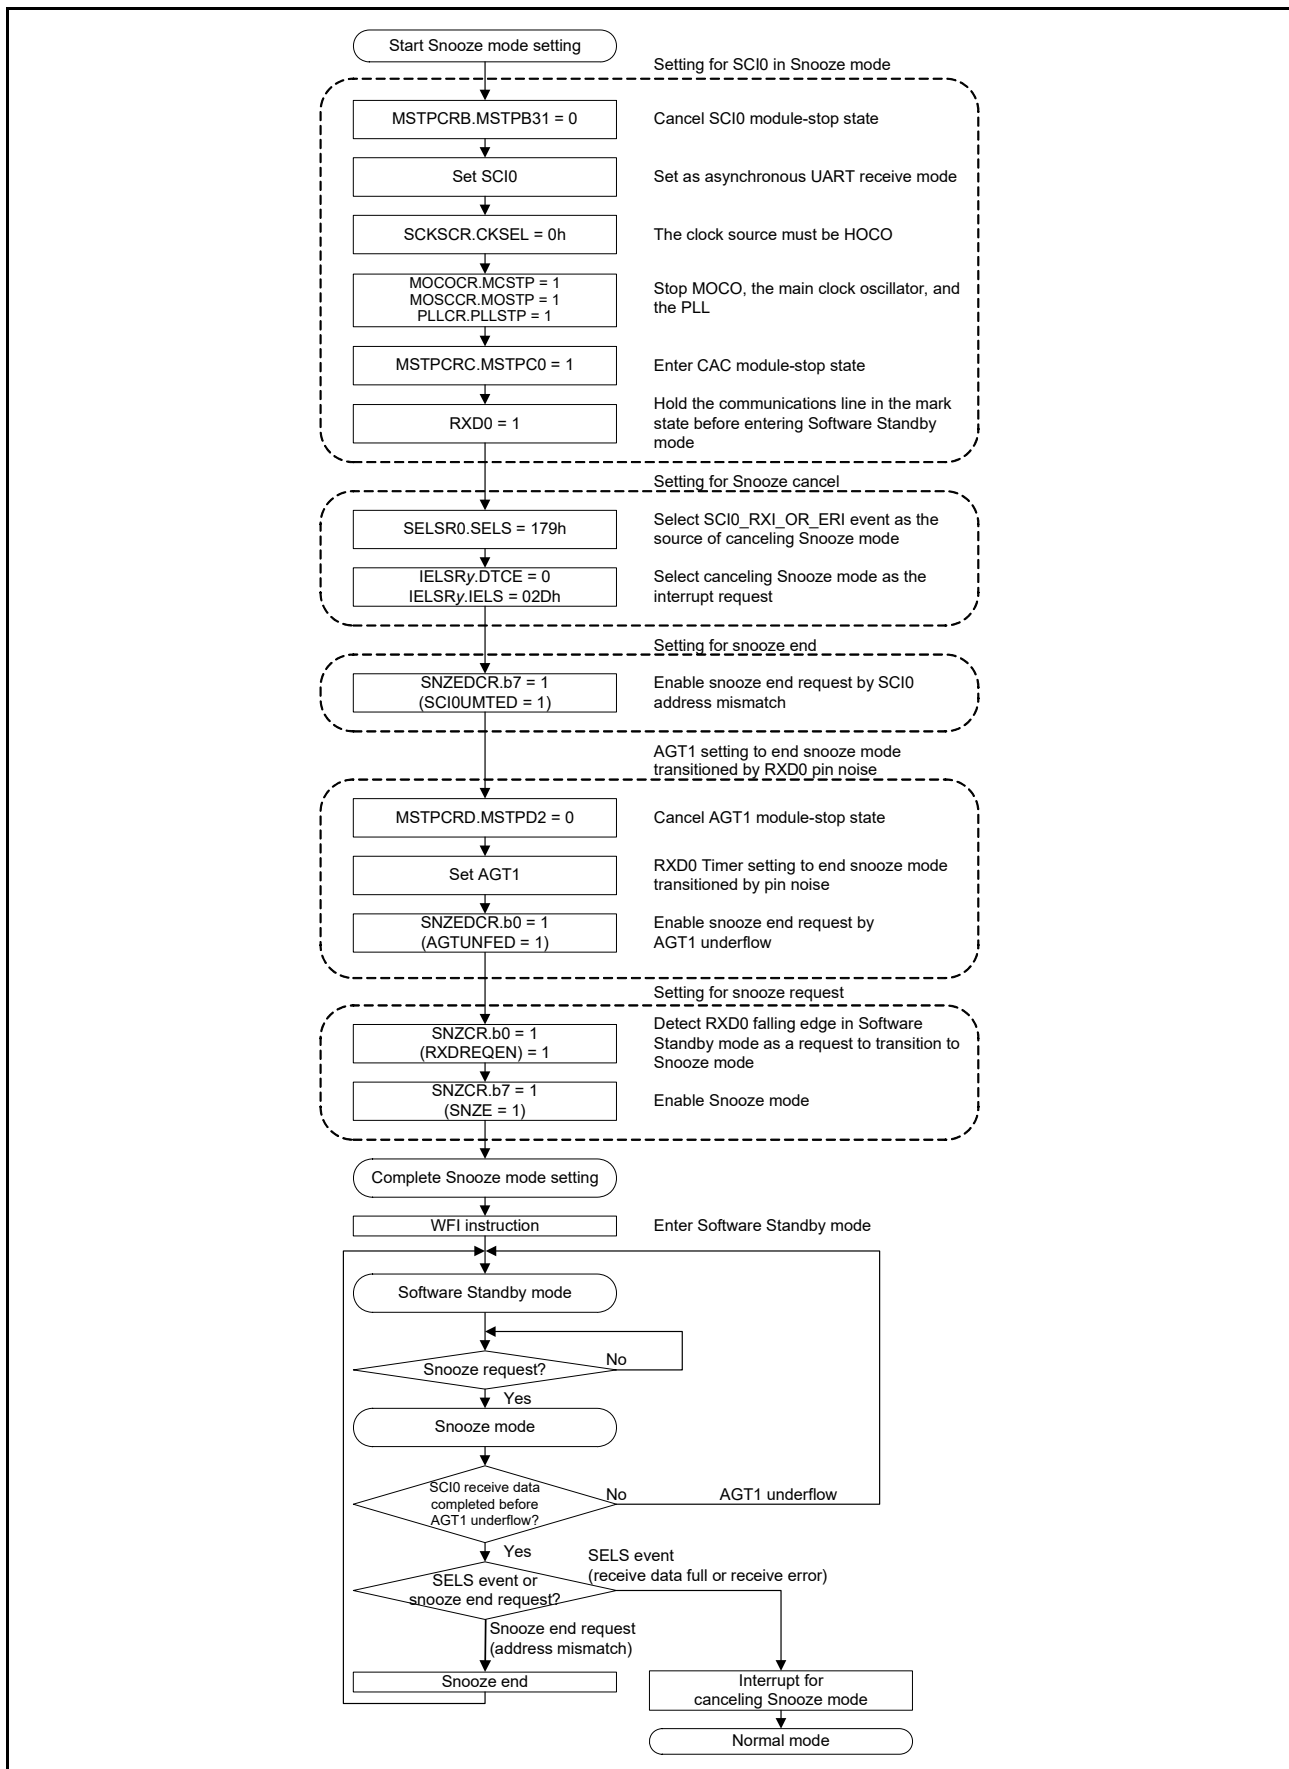 Start Snooze mode setting
Setting for SCI0 in Snooze mode
MSTPCRB.MSTPB31 = 0
Cancel SCI0 module-stop state
Set SCI0
Set as asynchronous UART receive mode
SCKSCR.CKSEL = 0h
The clock source must be HOCO
MOCOCR.MCSTP = 1
MOSCCR.MOSTP = 1
PLLCR.PLLSTP = 1
Stop MOCO, the main clock oscillator, and
the PLL
MSTPCRC.MSTPC0 = 1
Enter CAC module-stop state
RXD0 = 1
Hold the communications line in the mark
state before entering Software Standby
mode
Setting for Snooze cancel
SELSR0.SELS = 179h
Select SCI0_RXI_OR_ERI event as the
source of canceling Snooze mode
IELSRy.DTCE = 0
IELSRy.IELS = 02Dh
Select canceling Snooze mode as the
interrupt request
Setting for snooze end
SNZEDCR.b7 = 1
(SCI0UMTED = 1)
Enable snooze end request by SCI0
address mismatch
AGT1 setting to end snooze mode
transitioned by RXD0 pin noise
MSTPCRD.MSTPD2 = 0
Cancel AGT1 module-stop state
Set AGT1
RXD0 Timer setting to end snooze mode
transitioned by pin noise
SNZEDCR.b0 = 1
(AGTUNFED = 1)
Enable snooze end request by
AGT1 underflow
Setting for snooze request
SNZCR.b0 = 1
(RXDREQEN) = 1
Detect RXD0 falling edge in Software
Standby mode as a request to transition to
Snooze mode
SNZCR.b7 = 1
(SNZE = 1)
Enable Snooze mode
Complete Snooze mode setting
WFI instruction
Enter Software Standby mode
Software Standby mode
Snooze request?
No
Yes
Snooze mode
SCI0 receive data
completed before
AGT1 underflow?
No
AGT1 underflow
Yes
SELS event
(receive data full or receive error)
SELS event or
snooze end request?
Snooze end request
(address mismatch)
Snooze end
Interrupt for
canceling Snooze mode
Normal mode